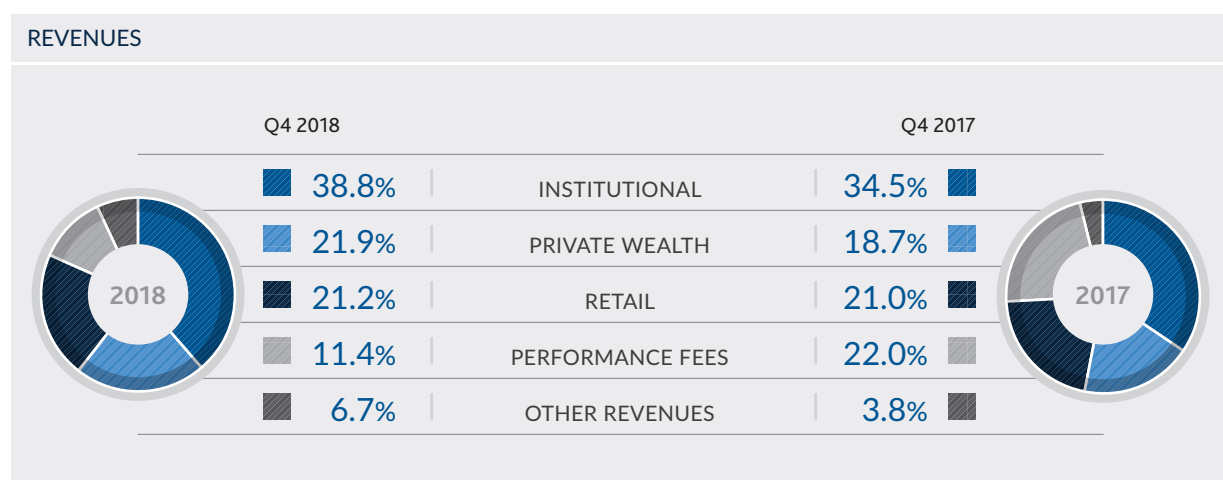 REVENUES
Q4 2018 Q4 2017
38.8% INSTITUTIONAL 34.5%
21.9% PRIVATE WEALTH 18.7%
2018 21.2% RETAIL 21.0% 2017
11.4% PERFORMANCE FEES 22.0%
6.7% OTHER REVENUES 3.8%